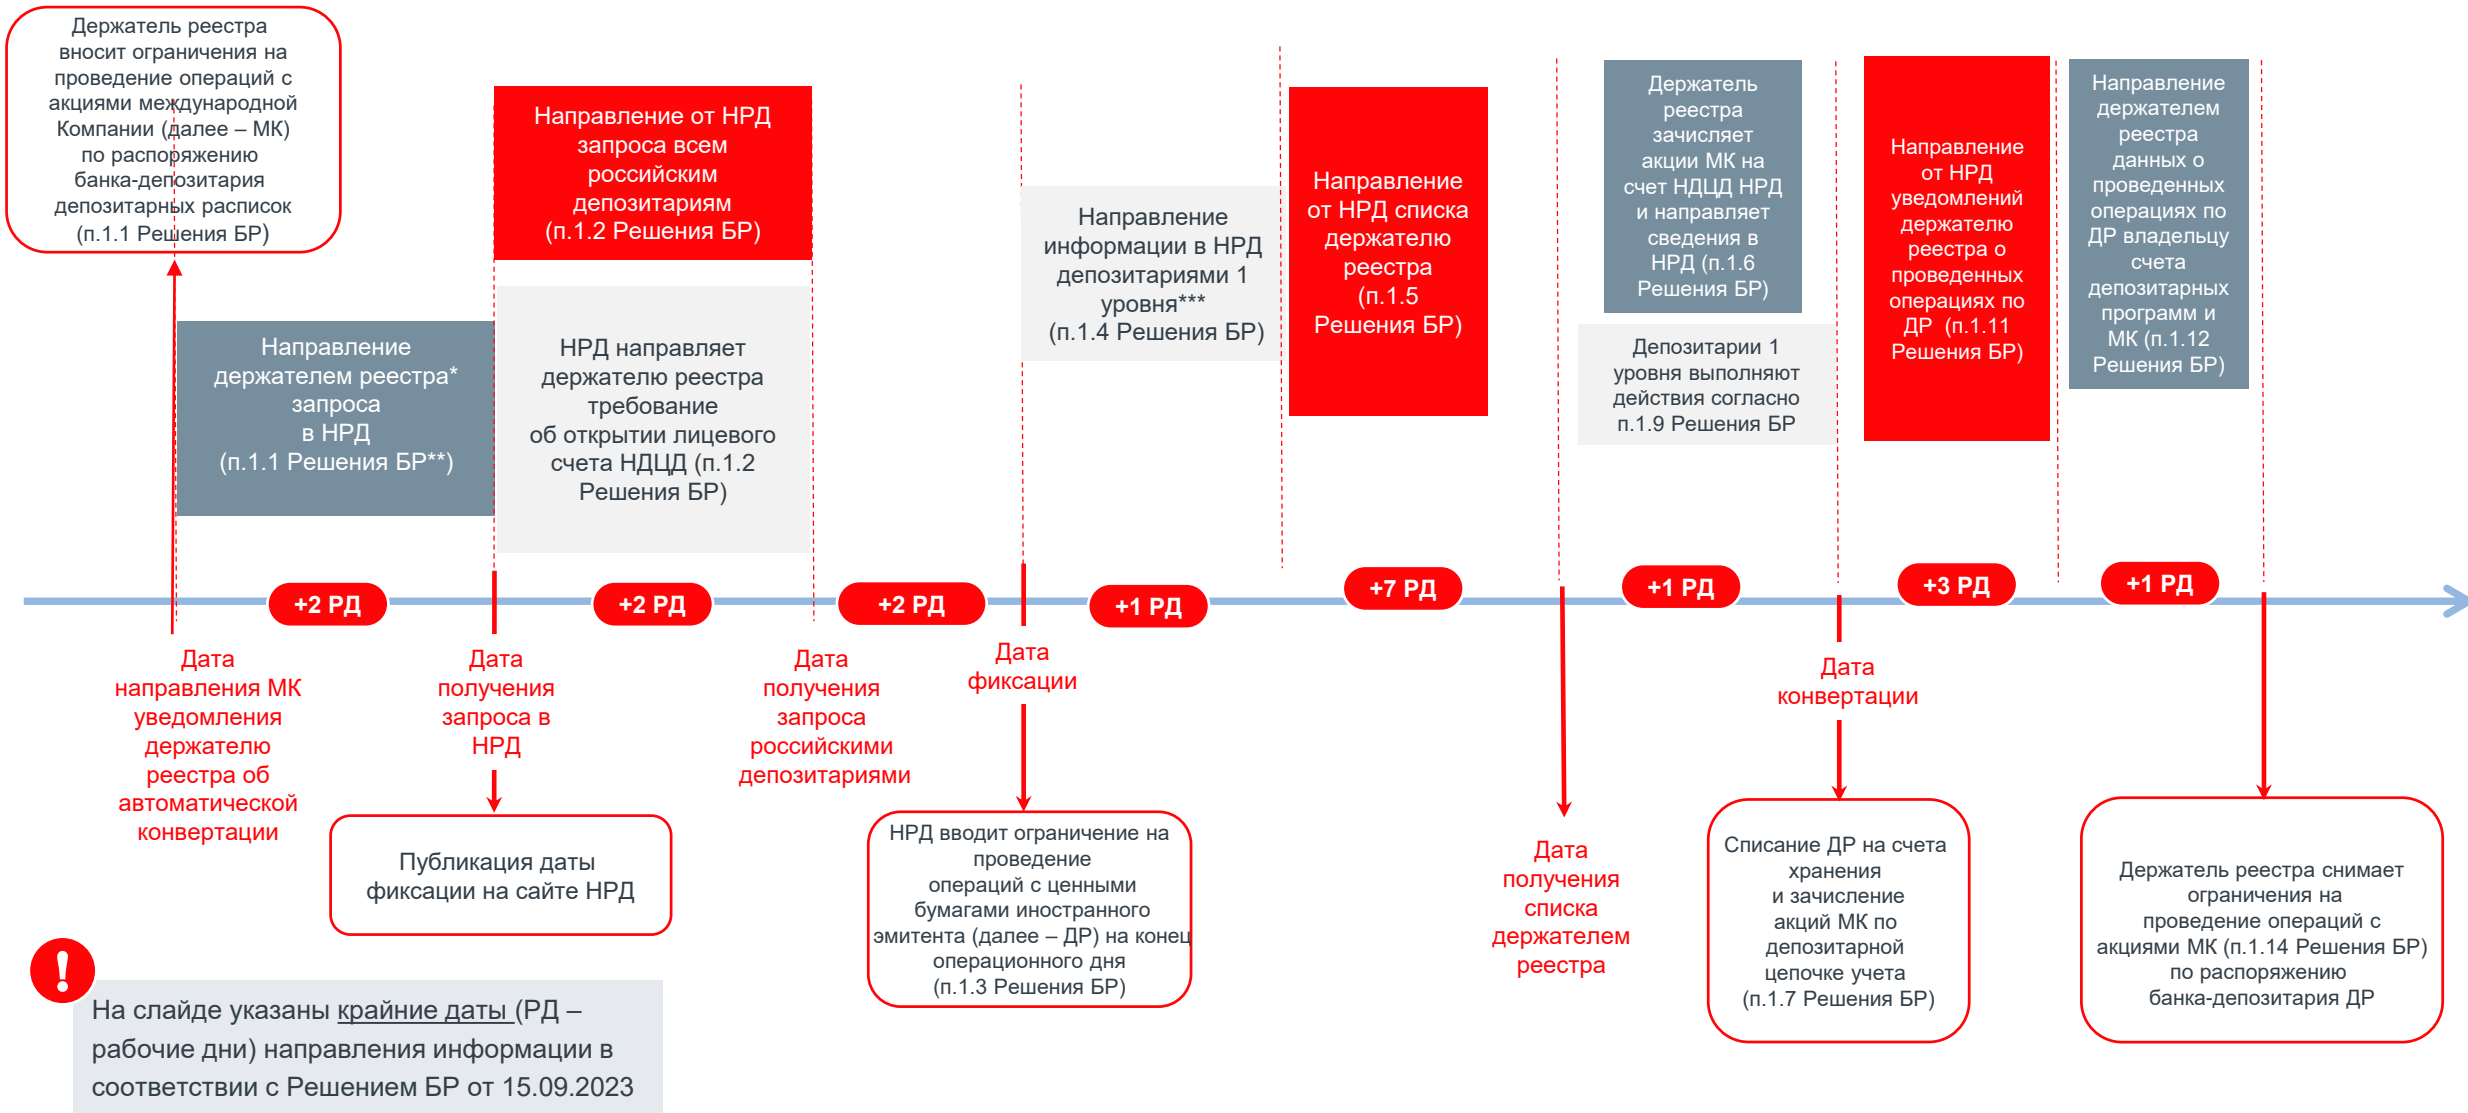 Держатель реестра
вносит ограничения на
проведение операций с
акциями международной
Компании (далее – МК)
по распоряжению
банка-депозитария
депозитарных расписок
(п.1.1 Решения БР)
Направление
держателем реестра*
запроса
в НРД
(п.1.1 Решения БР**)
Направление от НРД
запроса всем
российским
депозитариям
(п.1.2 Решения БР)
НРД направляет
держателю реестра
требование
об открытии лицевого
счета НДЦД (п.1.2
Решения БР)
Направление
информации в НРД
депозитариями 1
уровня***
(п.1.4 Решения БР)
Направление
от НРД списка
держателю
реестра
(п.1.5
Решения БР)
Держатель
реестра
зачисляет
акции МК на
счет НДЦД НРД
и направляет
сведения в
НРД (п.1.6
Решения БР)
Депозитарии 1
уровня выполняют
действия согласно
п.1.9 Решения БР
Направление
от НРД
уведомлений
держателю
реестра о
проведенных
операциях по
ДР (п.1.11
Решения БР)
Направление
держателем
реестра
данных о
проведенных
операциях по
ДР владельцу
счета
депозитарных
программ и
МК (п.1.12
Решения БР)
+2 РД
+2 РД
+2 РД
+1 РД
+7 РД
+1 РД
+3 РД
+1 РД
Дата
направления МК
уведомления
держателю
реестра об
автоматической
конвертации
Дата
получения
запроса в
НРД
Дата
получения
запроса
российскими
депозитариями
Дата
фиксации
Дата
получения
списка
держателем
реестра
Дата
конвертации
Публикация даты
фиксации на сайте НРД
НРД вводит ограничение на
проведение
операций с ценными
бумагами иностранного
эмитента (далее – ДР) на конец
операционного дня
(п.1.3 Решения БР)
Списание ДР на счета
хранения
и зачисление
акций МК по
депозитарной
цепочке учета
(п.1.7 Решения БР)
Держатель реестра снимает
ограничения на
проведение операций с
акциями МК (п.1.14 Решения БР)
по распоряжению
банка-депозитария ДР
!
На слайде указаны крайние даты (РД –
рабочие дни) направления информации в
соответствии с Решением БР от 15.09.2023